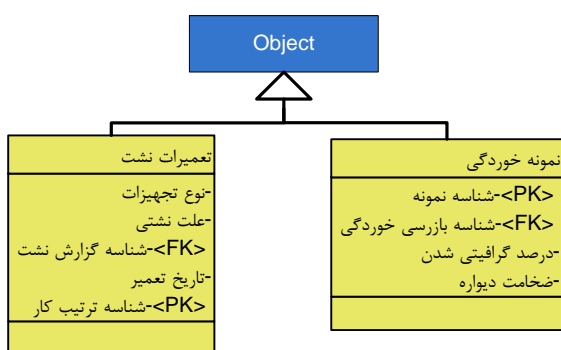 Object
نمونه خوردگی
<PK>-شناسه نمونه
<FK>-شناسه بازرسی خوردگی
-درصد گرافیتی شدن
-ضخامت دیواره
تعمیرات نشت
-نوع تجهیزات
-علت نشتی
<FK>-شناسه گزارش نشت
-تاریخ تعمیر
<PK>-شناسه ترتیب کار